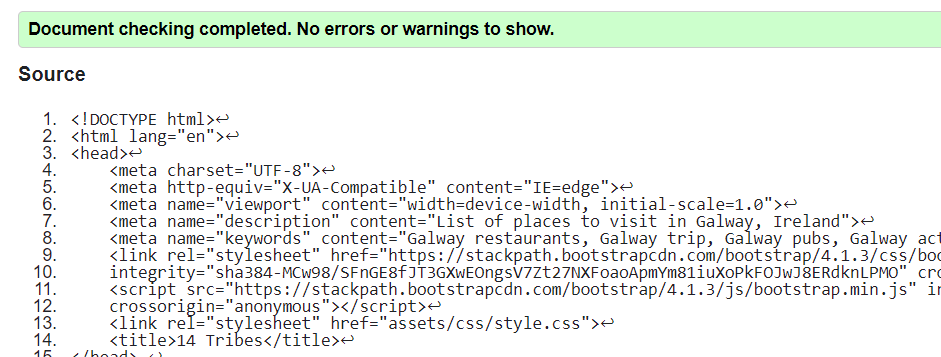 Document checking completed. No errors or warnings to show.
Source
1. <!DOCTYPE html>↩
2. <html lang="en">↩
3. <head>↩
4. <meta charset="UTF-8">↩
5. <meta http-equiv="X-UA-Compatible" content="IE=edge">↩
6. <meta name="viewport" content="width=device-width, initial-scale=1.0">↩
7. <meta name="description" content="List of places to visit in Galway, Ireland">↩
8. <meta name="keywords" content="Galway restaurants, Galway trip, Galway pubs, Galway act
9. <link rel="stylesheet" href="https://stackpath.bootstrapcdn.com/bootstrap/4.1.3/css/boo
10. integrity="sha384-MCw98/SFnGE8fJT3GXwEOngsV7Zt27NXFoaoApmYm81iuXoPkFOJwJ8ERdknLPMO" cro
11. <script src="https://stackpath.bootstrapcdn.com/bootstrap/4.1.3/js/bootstrap.min.js" in
12. crossorigin="anonymous"></script>↩
13. <link rel="stylesheet" href="assets/css/style.css">↩
14. <title>14 Tribes</title>↩
15. </head>↩